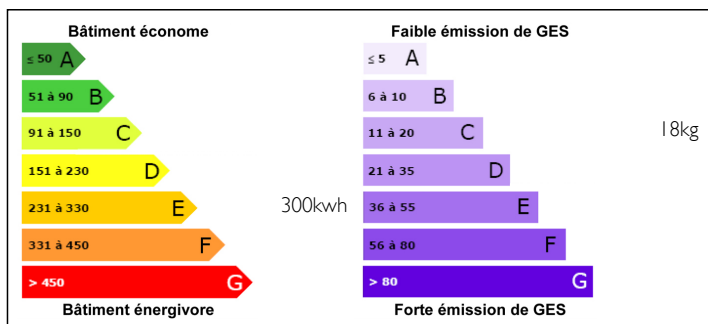 Bâtiment économe
≤ 50 A
51 à 90 B
91 à 150 C
151 à 230 D
231 à 330 E
300kwh
331 à 450 F
> 450 G
Bâtiment énergivore
Faible émission de GES
≤ 5 A
6 à 10 B
11 à 20 C
18kg
21 à 35 D
36 à 55 E
56 à 80 F
> 80 G
Forte émission de GES